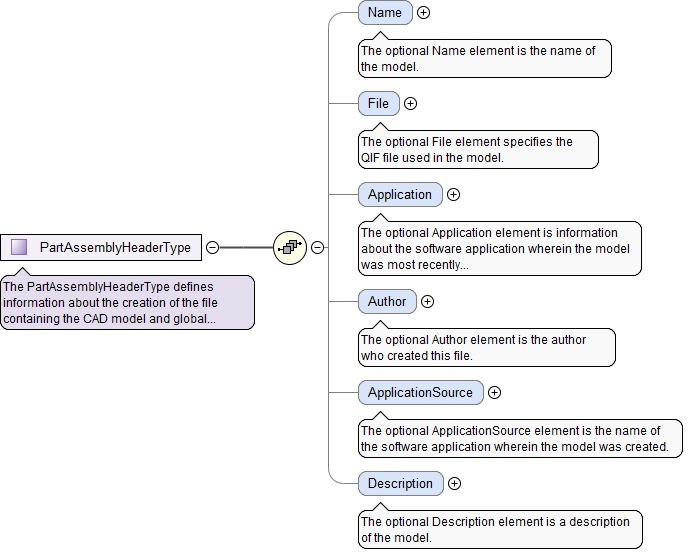 Name
The optional Name element is the name of
the model.
File
The optional File element specifies the
QIF file used in the model.
Application
The optional Application element is information
about the software application wherein the model
was most recently...
PartAssemblyHeaderType
The PartAssemblyHeaderType defines
information about the creation of the file
containing the CAD model and global...
Author
The optional Author element is the author
who created this file.
ApplicationSource
The optional ApplicationSource element is the name of
the software application wherein the model was created.
Description
The optional Description element is a description
of the model.